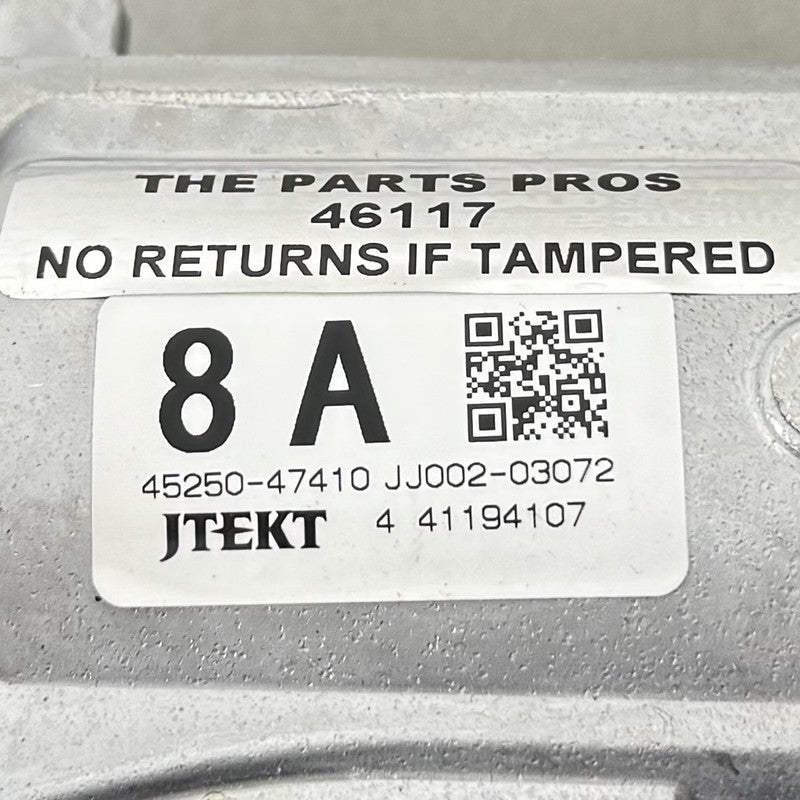 THE PARTS PROS
46117
NO RETURNS IF TAMPERED
8 A
45250-47410 JJ002-03072
JTEKT 4 41194107